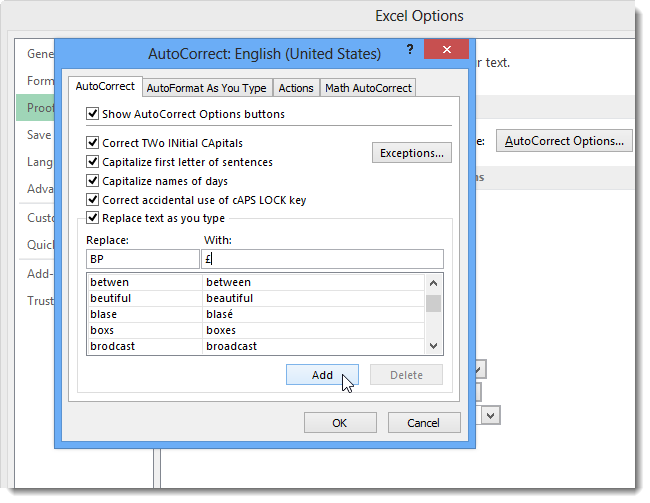 Excel Options
AutoCorrect: English (United States)
?
Gene
Form
Proof
Save
Lang
Adva
Custo
Quick
Add-
Trust
ur text.
e:
AutoCorrect Options...
ns
AutoCorrect
AutoFormat As You Type
Actions
Math AutoCorrect
Show AutoCorrect Options buttons
Correct TWo INitial CApitals
Exceptions...
Capitalize first letter of sentences
Capitalize names of days
Correct accidental use of cAPS LOCK key
Replace text as you type
Replace: With:
BP £
betwen between
beutiful beautiful
blase blasé
boxs boxes
brodcast broadcast
Add Delete
OK Cancel